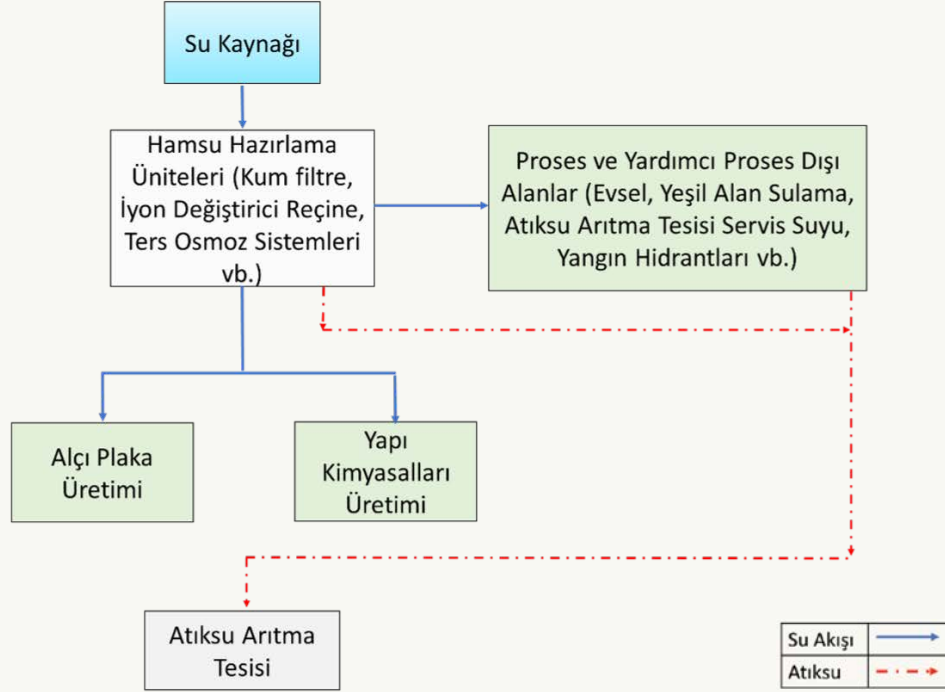 Su Kaynağı
Hamsu Hazırlama
Üniteleri (Kum filtre,
İyon Değiştirici Reçine,
Ters Osmoz Sistemleri
vb.)
Proses ve Yardımcı Proses Dışı
Alanlar (Evsel, Yeşil Alan Sulama,
Atıksu Arıtma Tesisi Servis Suyu,
Yangın Hidrantları vb.)
Alçı Plaka
Üretimi
Yapı
Kimyasalları
Üretimi
Atıksu Arıtma
Tesisi
Su Akışı
Atıksu